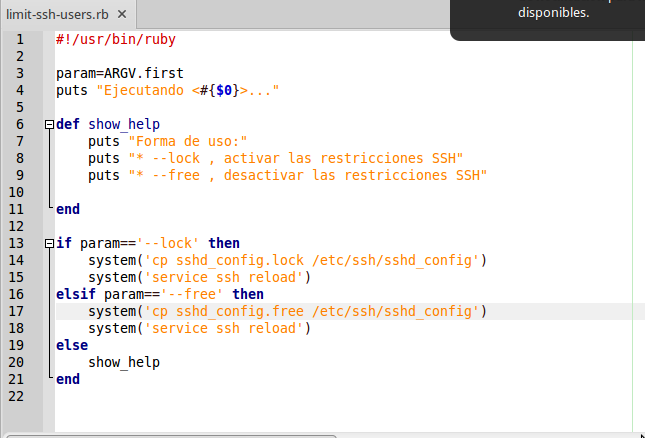 limit-ssh-users.rb ×
disponibles.
1 #!/usr/bin/ruby
2
3 param=ARGV.first
4 puts "Ejecutando <#{$0}>..."
5
6 def show_help
7     puts "Forma de uso:"
8     puts "* --lock , activar las restricciones SSH"
9     puts "* --free , desactivar las restricciones SSH"
10
11 end
12
13 if param=='--lock' then
14     system('cp sshd_config.lock /etc/ssh/sshd_config')
15     system('service ssh reload')
16 elsif param=='--free' then
17     system('cp sshd_config.free /etc/ssh/sshd_config')
18     system('service ssh reload')
19 else
20     show_help
21 end
22